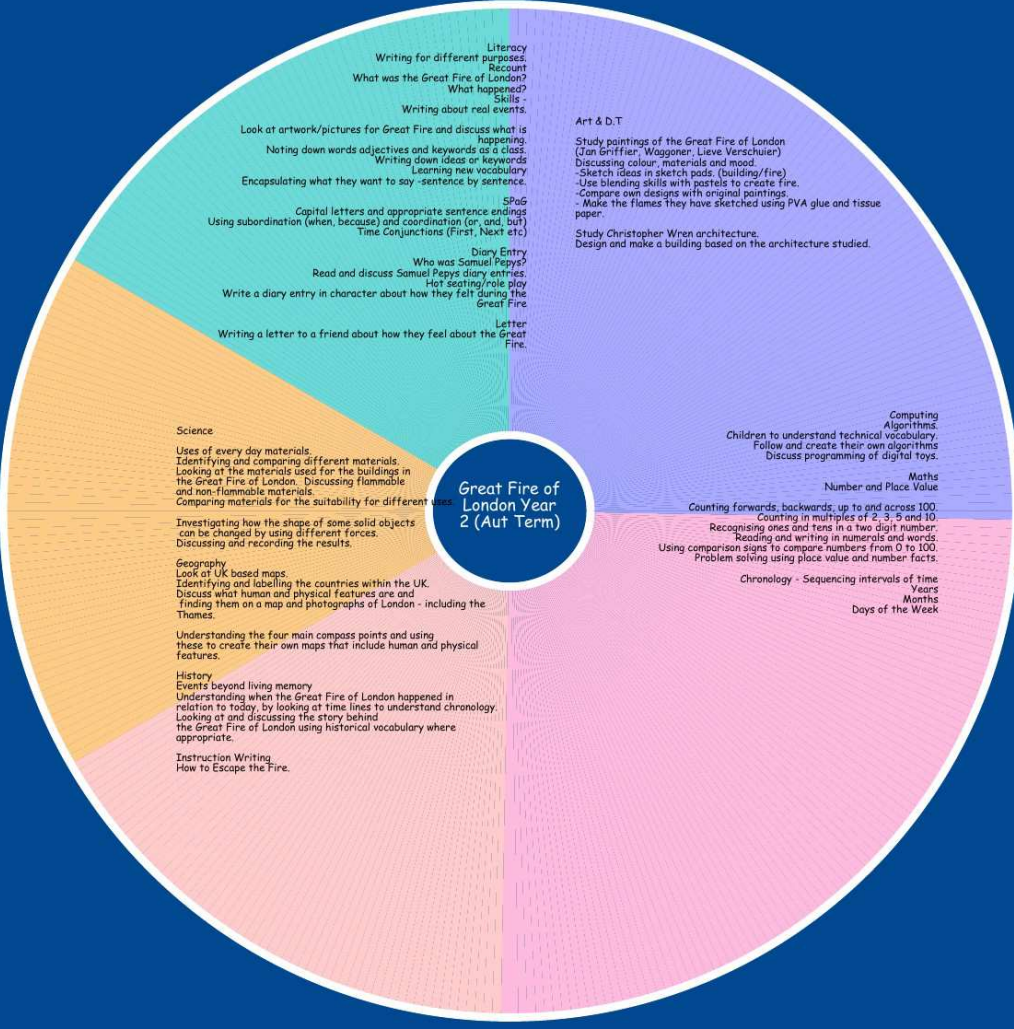 Literacy
Writing for different purposes.
Recount
What was the Great Fire of London?
What happened?
Skills -
Writing about real events.
Look at artwork/pictures for Great Fire and discuss what is
happening.
Noting down words adjectives and keywords as a class.
Writing down ideas or keywords
Learning new vocabulary
Encapsulating what they want to say -sentence by sentence.
SPaG
Capital letters and appropriate sentence endings
Using subordination (when, because) and coordination (or, and, but)
Time Conjunctions (First, Next etc)
Diary Entry
Who was Samuel Pepys?
Read and discuss Samuel Pepys diary entries.
Hot seating/role play
Write a diary entry in character about how they felt during the
Great Fire
Letter
Writing a letter to a friend about how they feel about the Great
Fire.
Art & D.T
Study paintings of the Great Fire of London
(Jan Griffier, Waggoner, Lieve Verschuier)
Discussing colour, materials and mood.
-Sketch ideas in sketch pads. (building/fire)
-Use blending skills with pastels to create fire.
-Compare own designs with original paintings.
- Make the flames they have sketched using PVA glue and tissue
paper.
Study Christopher Wren architecture.
Design and make a building based on the architecture studied.
Computing
Algorithms.
Children to understand technical vocabulary.
Follow and create their own algorithms
Discuss programming of digital toys.
Maths
Number and Place Value
Counting forwards, backwards, up to and across 100.
Counting in multiples of 2, 3, 5 and 10.
Recognising ones and tens in a two digit number.
Reading and writing in numerals and words.
Using comparison signs to compare numbers from 0 to 100.
Problem solving using place value and number facts.
Chronology - Sequencing intervals of time
Years
Months
Days of the Week
Great Fire of
London Year
2 (Aut Term)
Science
Uses of every day materials.
Identifying and comparing different materials.
Looking at the materials used for the buildings in
the Great Fire of London. Discussing flammable
and non-flammable materials.
Comparing materials for the suitability for different uses.
Investigating how the shape of some solid objects
can be changed by using different forces.
Discussing and recording the results.
Geography
Look at UK based maps.
Identifying and labelling the countries within the UK.
Discuss what human and physical features are and
finding them on a map and photographs of London - including the
Thames.
Understanding the four main compass points and using
these to create their own maps that include human and physical
features.
History
Events beyond living memory
Understanding when the Great Fire of London happened in
relation to today, by looking at time lines to understand chronology.
Looking at and discussing the story behind
the Great Fire of London using historical vocabulary where
appropriate.
Instruction Writing
How to Escape the Fire.